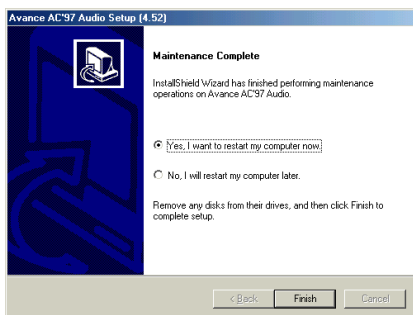 Avance AC'97 Audio Setup (4.52)
Maintenance Complete
InstallShield Wizard has finished performing maintenance
operations on Avance AC'97 Audio.
Yes, I want to restart my computer now.
No, I will restart my computer later.
Remove any disks from their drives, and then click Finish to
complete setup.
< Back Finish Cancel